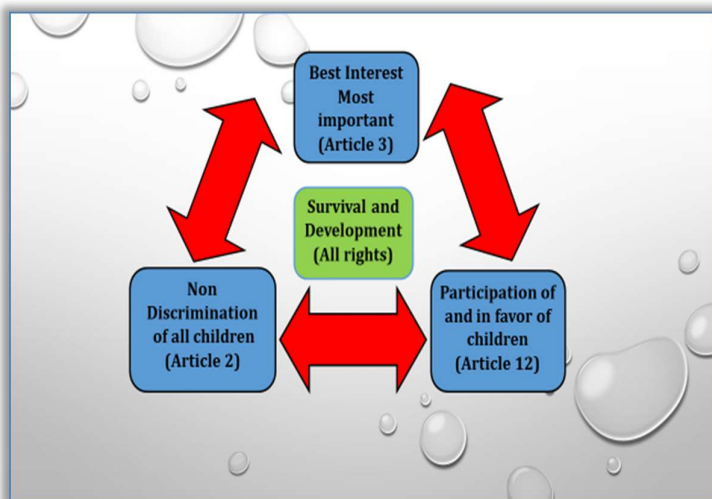 Best Interest
Most
important
(Article 3)
Survival and
Development
(All rights)
Non
Discrimination
of all children
(Article 2)
Participation of
and in favor of
children
(Article 12)